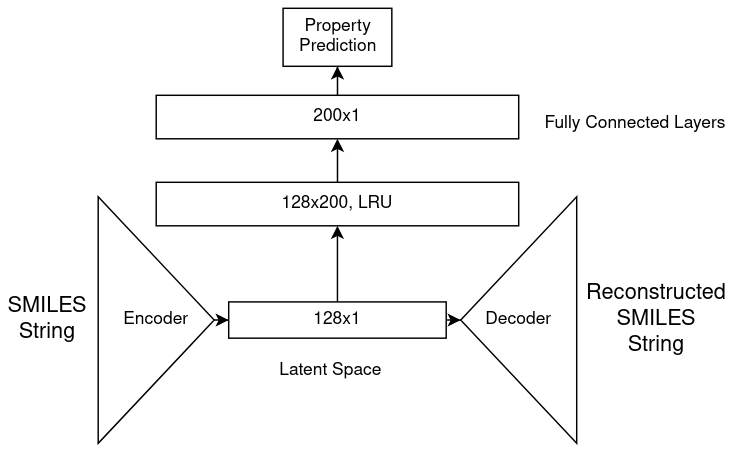 Property
Prediction
200x1
Fully Connected Layers
128x200, LRU
SMILES
String
Encoder
128x1
Decoder
Reconstructed
SMILES
String
Latent Space